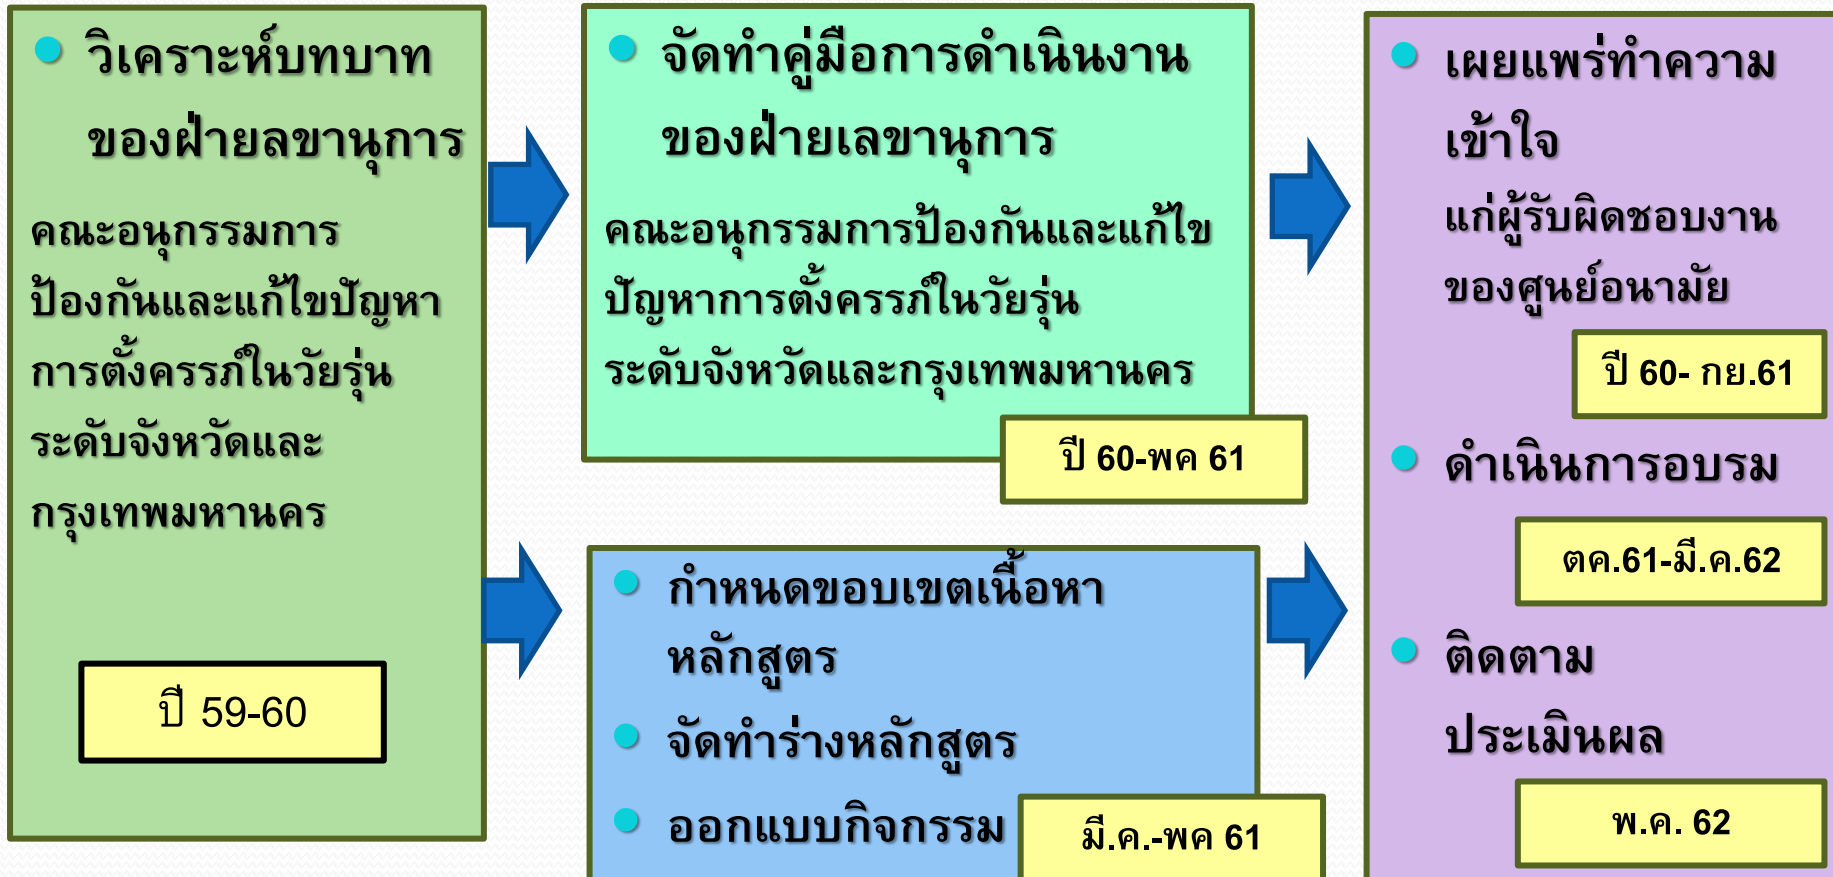 วิเคราะห์บทบาท
ของฝ่ายลขานุการ
คณะอนุกรรมการ
ป้องกันและแก้ไขปัญหา
การตั้งครรภ์ในวัยรุ่น
ระดับจังหวัดและ
กรุงเทพมหานคร
ปี 59-60
จัดทำคู่มือการดำเนินงาน
ของฝ่ายเลขานุการ
คณะอนุกรรมการป้องกันและแก้ไข
ปัญหาการตั้งครรภ์ในวัยรุ่น
ระดับจังหวัดและกรุงเทพมหานคร
ปี 60-พค 61
กำหนดขอบเขตเนื้อหา
หลักสูตร
จัดทำร่างหลักสูตร
ออกแบบกิจกรรม
มี.ค.-พค 61
เผยแพร่ทำความ
เข้าใจ
แก่ผู้รับผิดชอบงาน
ของศูนย์อนามัย
ปี 60- กย.61
ดำเนินการอบรม
ตค.61-มี.ค.62
ติดตาม
ประเมินผล
พ.ค. 62